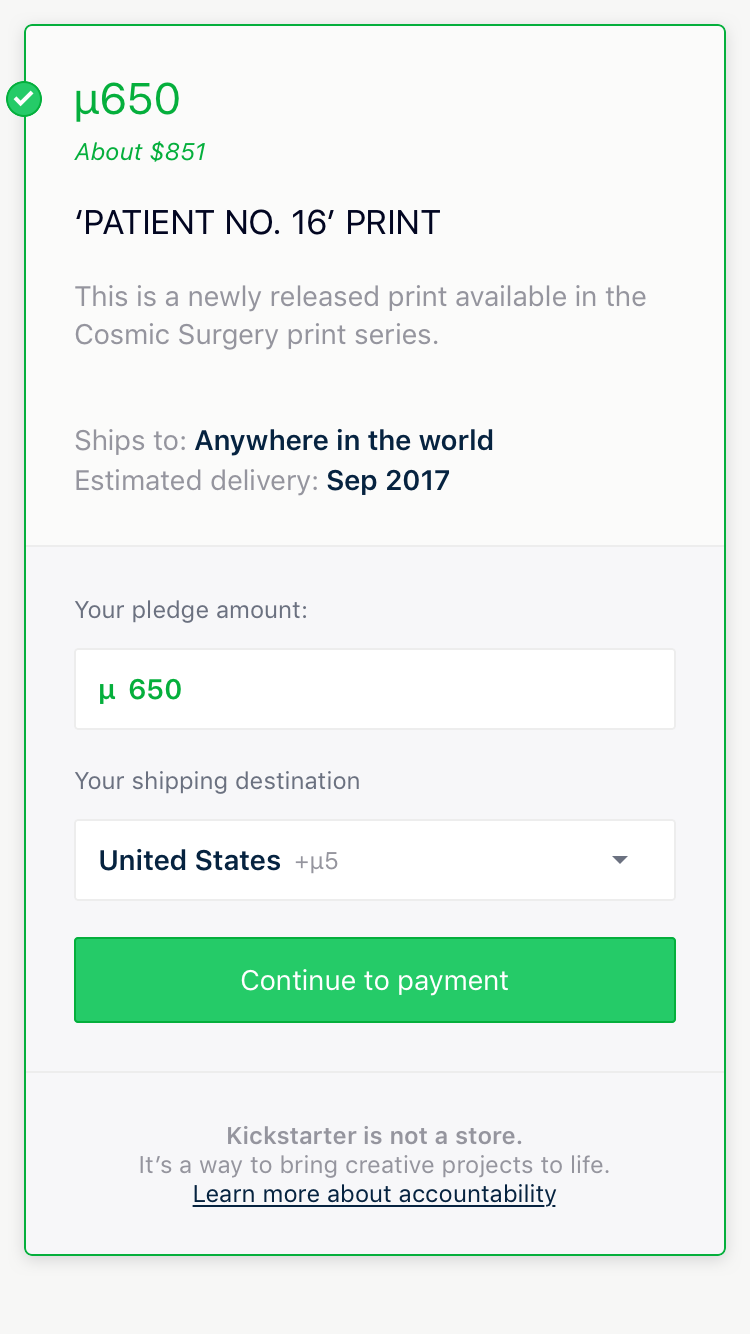 µ650
About $851
‘PATIENT NO. 16’ PRINT
This is a newly released print available in the
Cosmic Surgery print series.
Ships to: Anywhere in the world
Estimated delivery: Sep 2017
Your pledge amount:
µ 650
Your shipping destination
United States +µ5
Continue to payment
Kickstarter is not a store.
It’s a way to bring creative projects to life.
Learn more about accountability